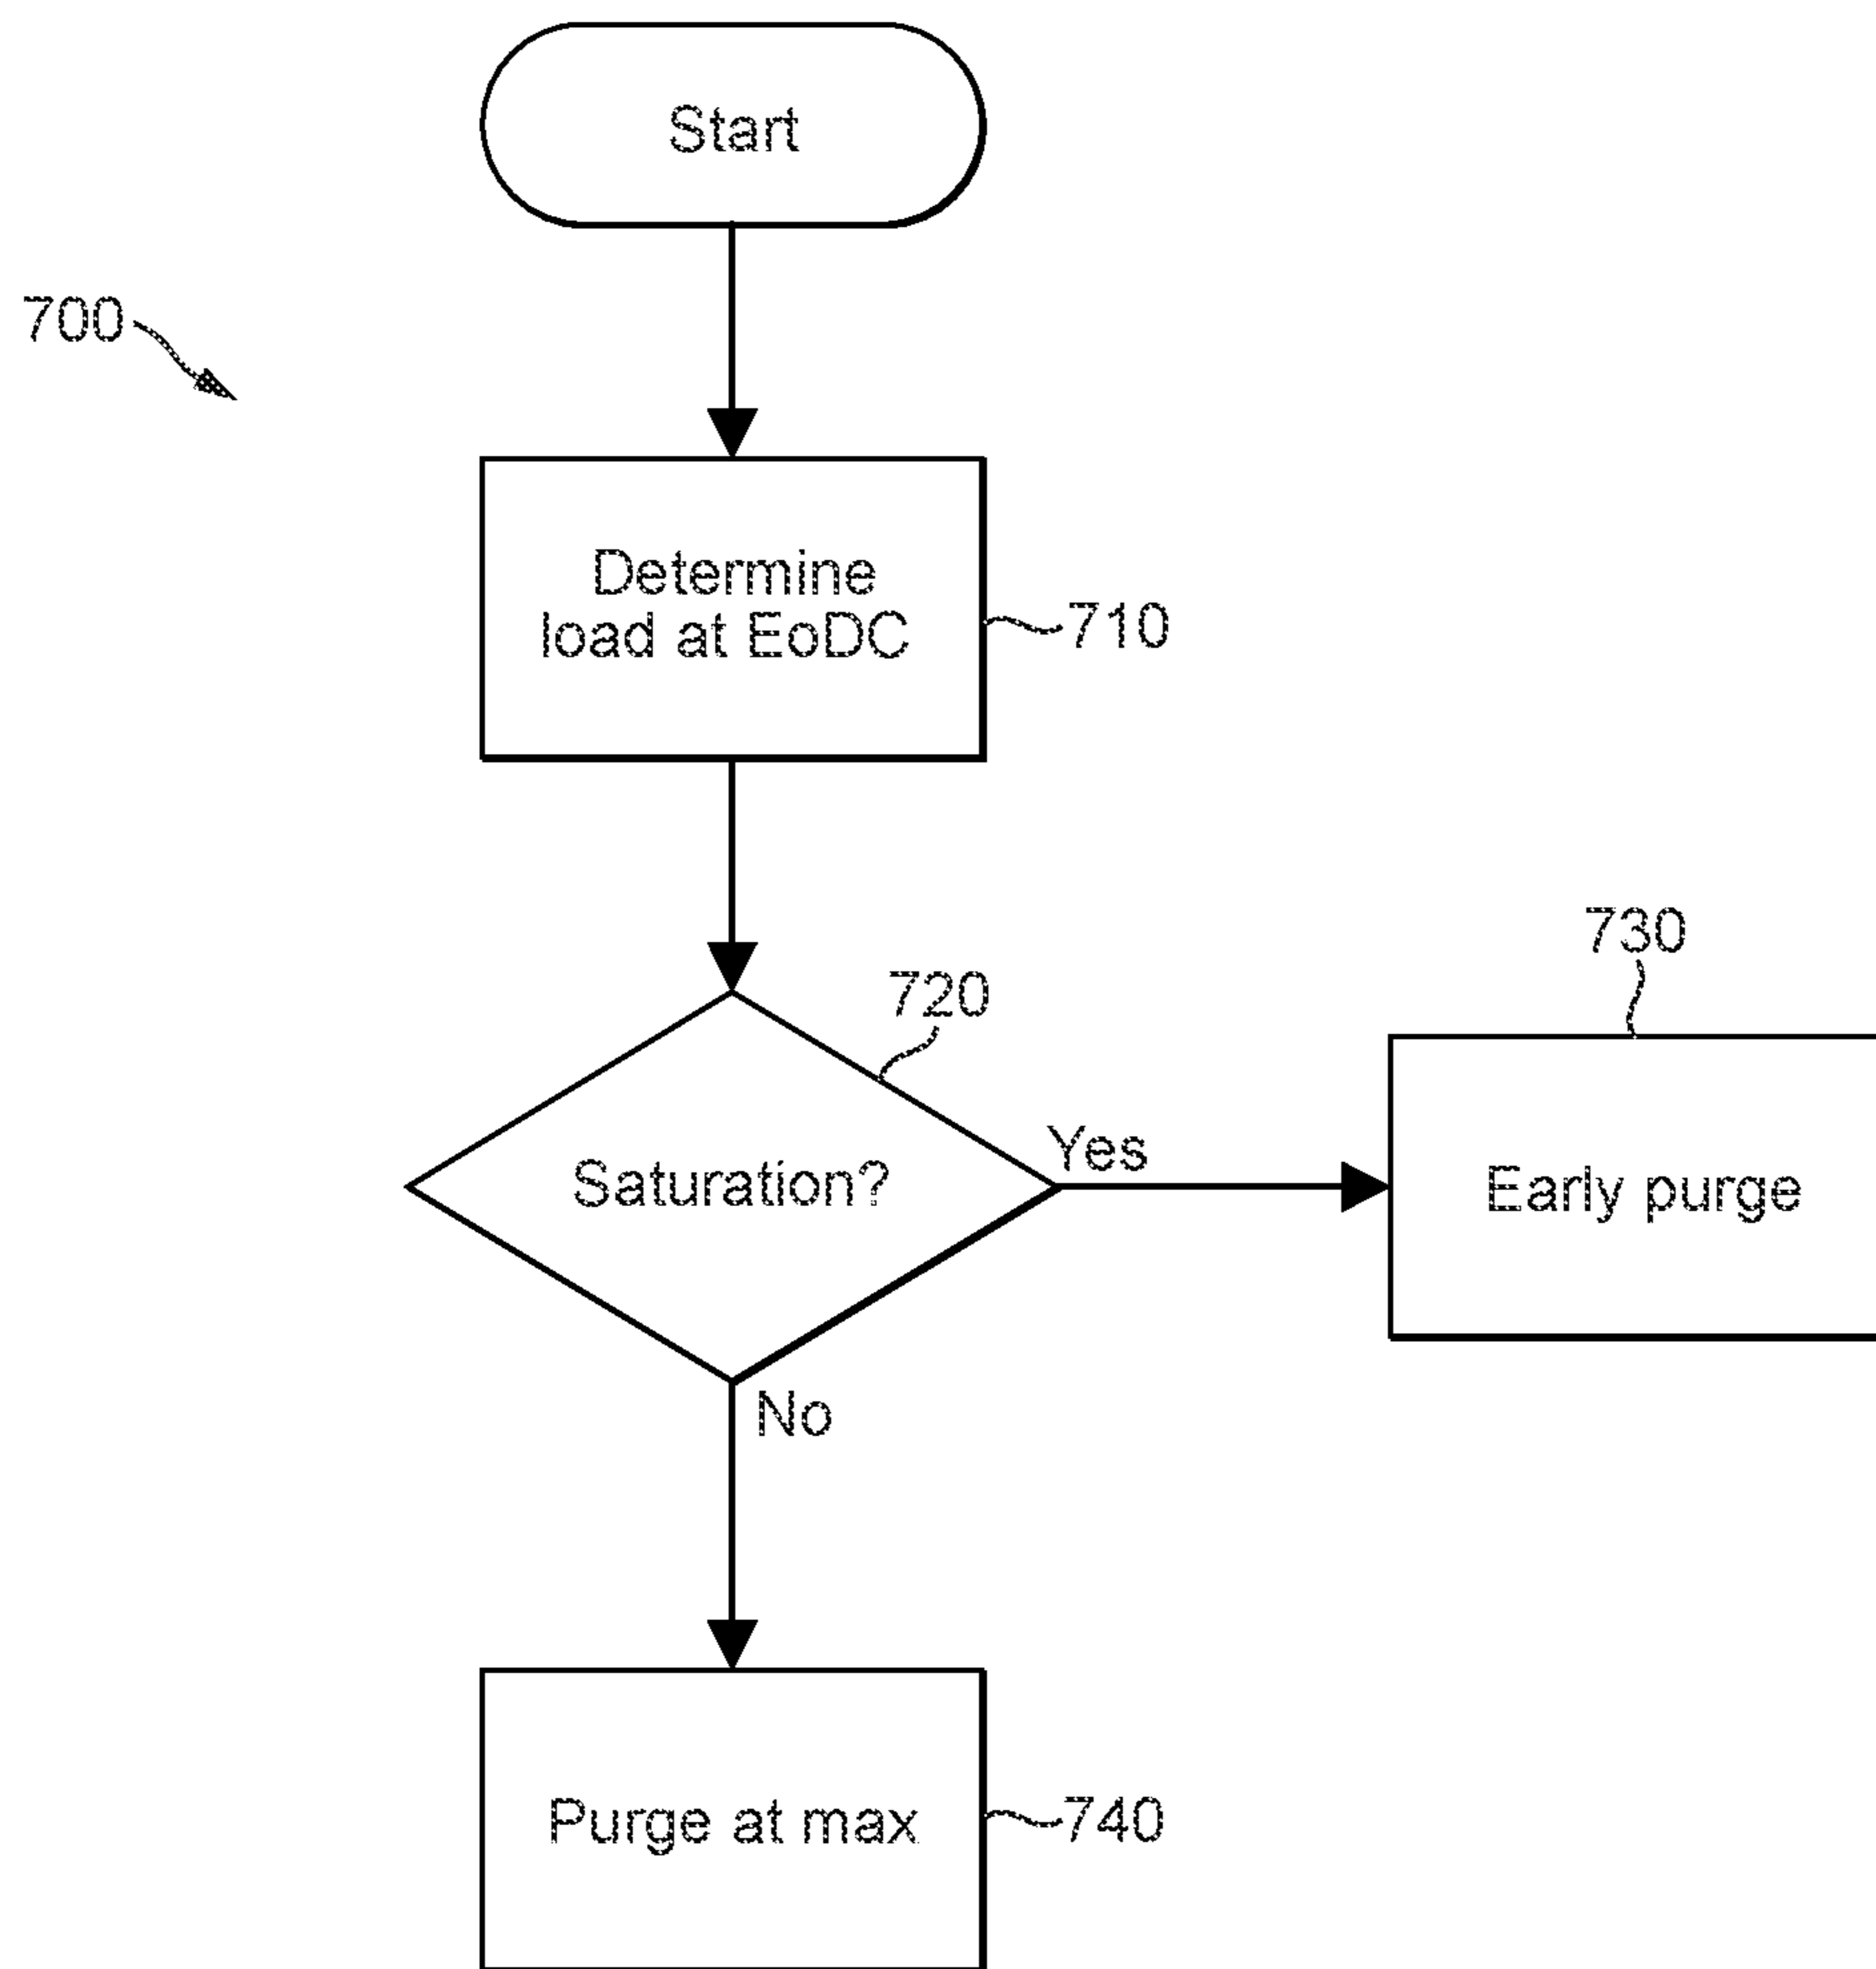 Start
700
Determine
load at EoDC
710
720
730
Saturation?
Yes
Early purge
No
Purge at max
740